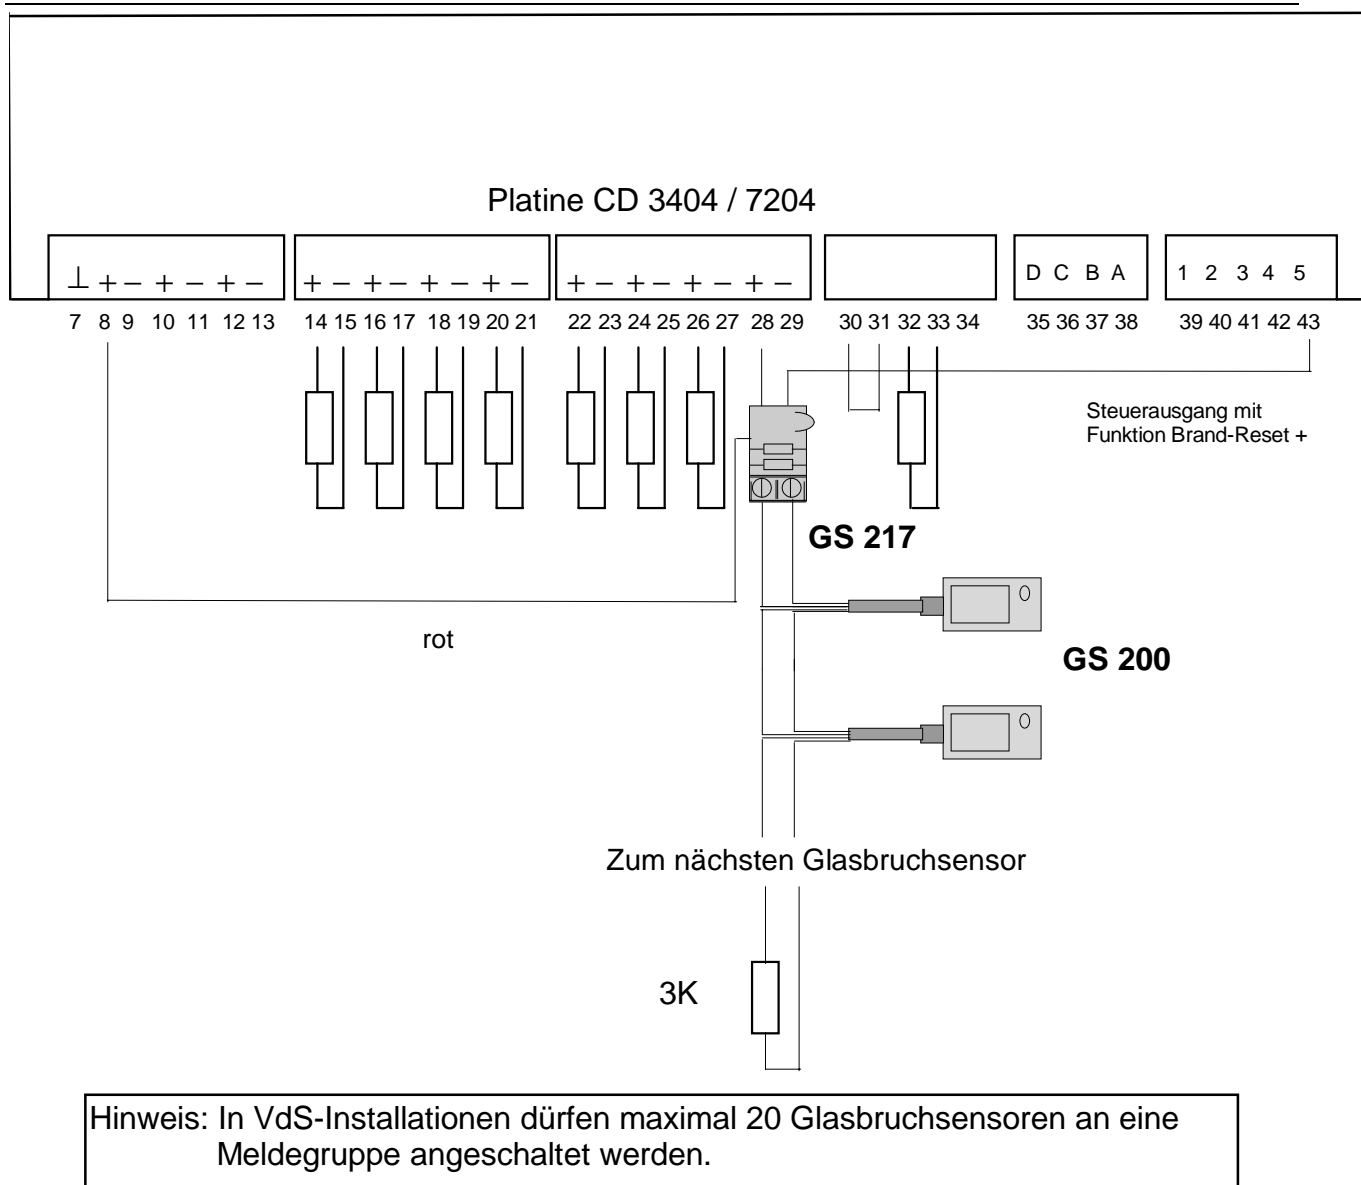 Platine CD 3404 / 7204
⊥ + − + − + −
+ − + − + − + −
+ − + − + − + −
D C B A
1 2 3 4 5
7 8 9 10 11 12 13
14 15 16 17 18 19 20 21
22 23 24 25 26 27 28 29
30 31 32 33 34
35 36 37 38
39 40 41 42 43
Steuerausgang mit
Funktion Brand-Reset +
GS 217
rot
GS 200
Zum nächsten Glasbruchsensor
3K
Hinweis: In VdS-Installationen dürfen maximal 20 Glasbruchsensoren an eine
Meldegruppe angeschaltet werden.